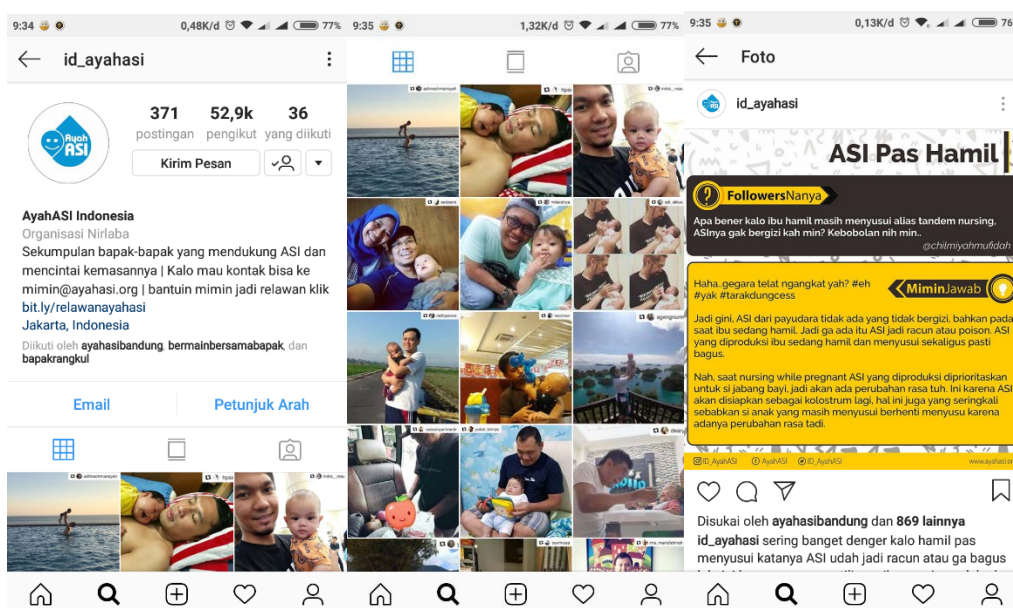 9:34
0,48K/d
77%
id_ayahasi
371
52,9k
36
postingan
pengikut
yang diikuti
Ayah
ASI
Kirim Pesan
AyahASI Indonesia
Organisasi Nirlaba
Sekumpulan bapak-bapak yang mendukung ASI dan
mencintai kemasannya | Kalo mau kontak bisa ke
mimin@ayahasi.org | bantuin mimin jadi relawan klik
bit.ly/relawanayahasi
Jakarta, Indonesia
Diikuti oleh ayahasibandung, bermainbersamabapak, dan
bapakrangkul
Email
Petunjuk Arah
9:35
1,32K/d
77%
9:35
0,13K/d
76
Foto
id_ayahasi
ASI Pas Hamil
FollowersNanya
Apa bener kalo ibu hamil masih menyusui alias tandem nursing,
ASInya gak bergizi kah min? Kebobolan nih min..
@chilmiyahmufidah
Haha..gegara telat ngangkat yah? #eh
#yak #tarakdungcess
MiminJawab
Jadi gini, ASI dari payudara tidak ada yang tidak bergizi, bahkan pada
saat ibu sedang hamil. Jadi ga ada itu ASI jadi racun atau poison. ASI
yang diproduksi ibu sedang hamil dan menyusui sekaligus pasti
bagus.
Nah, saat nursing while pregnant ASI yang diproduksi diprioritaskan
untuk si jabang bayi, jadi akan ada perubahan rasa tuh. Ini karena ASI
akan disiapkan sebagai kolostrum lagi, hal ini juga yang seringkali
sebabkan si anak yang masih menyusui berhenti menyusu karena
adanya perubahan rasa tadi.
ID_AyahASI
AyahASI
ID_AyahASI
Disukai oleh ayahasibandung dan 869 lainnya
id_ayahasi sering banget denger kalo hamil pas
menyusui katanya ASI udah jadi racun atau ga bagus